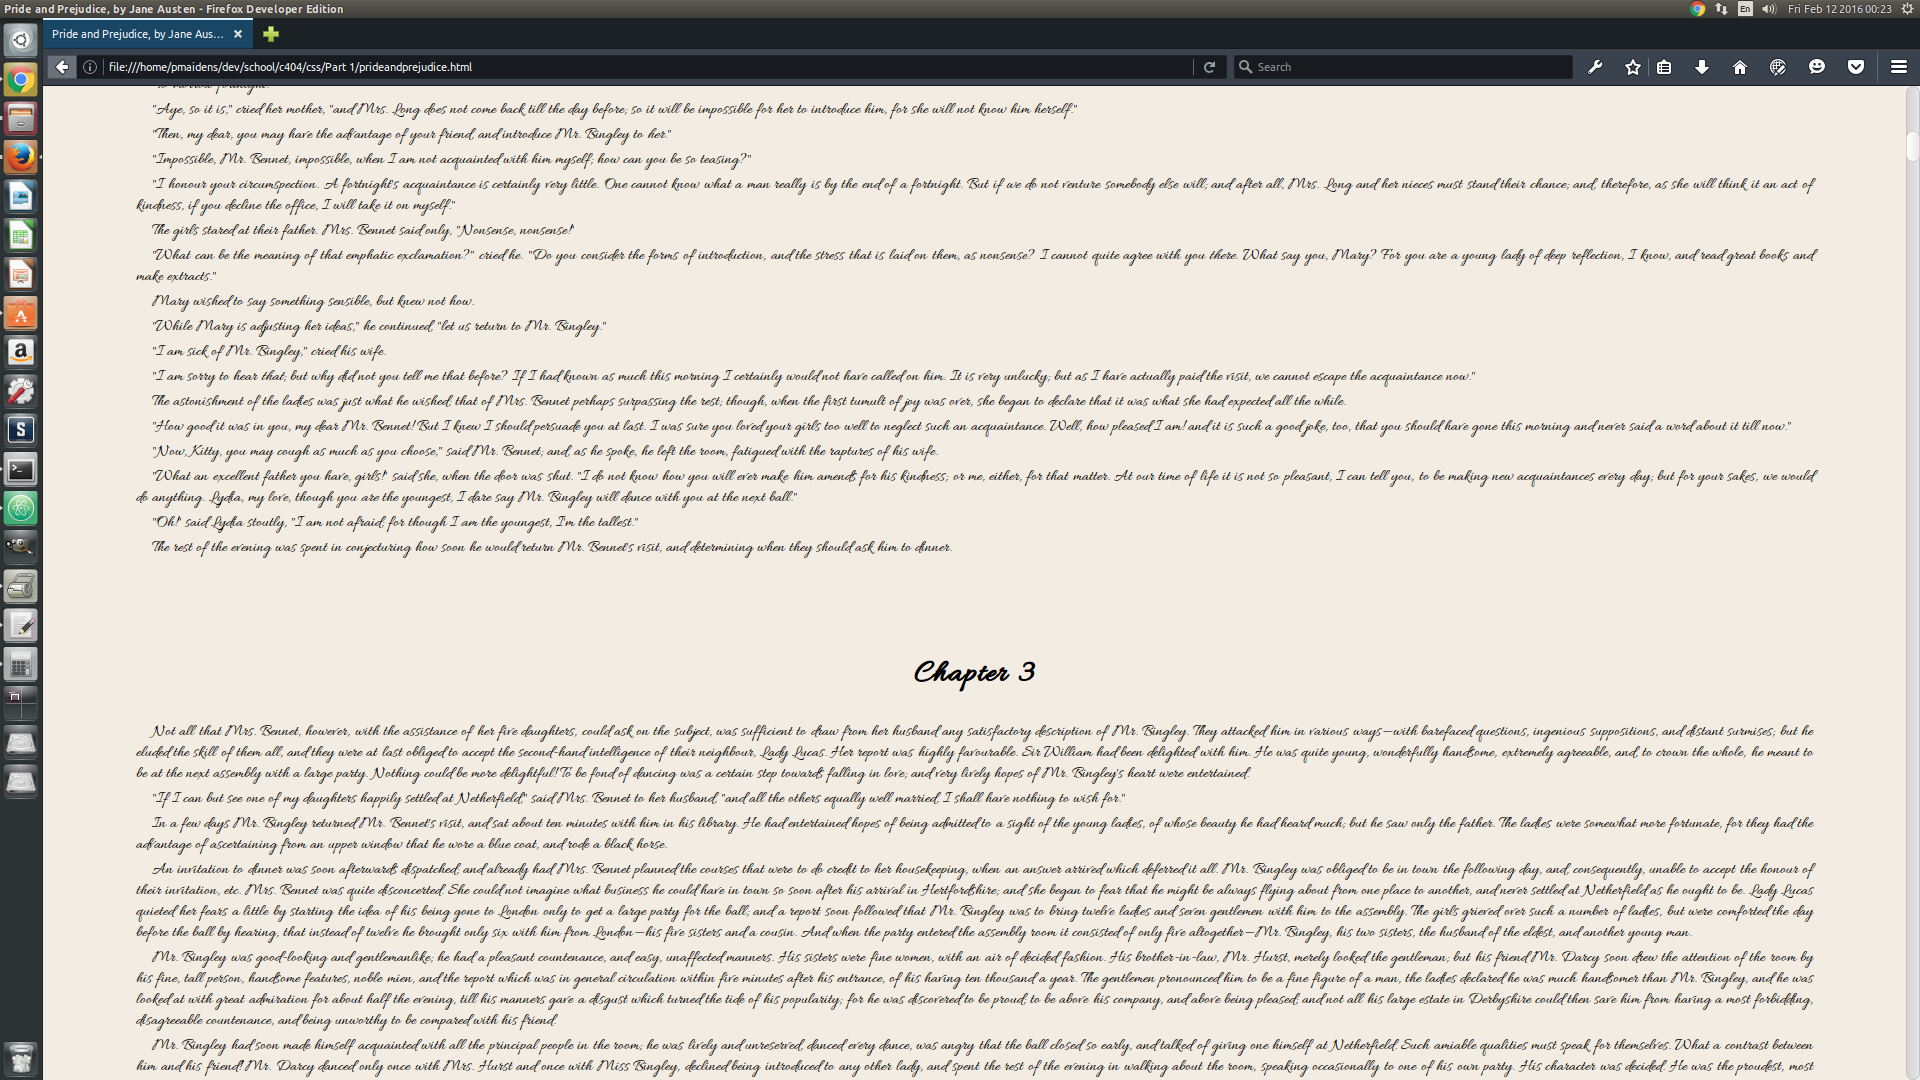 Pride and Prejudice, by Jane Austen - Firefox Developer Edition
En
Fri Feb 12 2016 00:23
Pride and Prejudice, by Jane Aus...
file:///home/pmaidens/dev/school/c404/css/Part 1/prideandprejudice.html
Search
to-morrow fortnight."
"Aye, so it is," cried her mother, "and Mrs. Long does not come back till the day before; so it will be impossible for her to introduce him, for she will not know him herself."
"Then, my dear, you may have the advantage of your friend, and introduce Mr. Bingley to her."
"Impossible, Mr. Bennet, impossible, when I am not acquainted with him myself; how can you be so teasing?"
"I honour your circumspection. A fortnight's acquaintance is certainly very little. One cannot know what a man really is by the end of a fortnight. But if we do not venture somebody else will; and after all, Mrs. Long and her nieces must stand their chance; and, therefore, as she will think it an act of
kindness, if you decline the office, I will take it on myself."
The girls stared at their father. Mrs. Bennet said only, "Nonsense, nonsense!"
"What can be the meaning of that emphatic exclamation?" cried he. "Do you consider the forms of introduction, and the stress that is laid on them, as nonsense? I cannot quite agree with you there. What say you, Mary? For you are a young lady of deep reflection, I know, and read great books and
make extracts."
Mary wished to say something sensible, but knew not how.
"While Mary is adjusting her ideas," he continued, "let us return to Mr. Bingley."
"I am sick of Mr. Bingley," cried his wife.
"I am sorry to hear that; but why did not you tell me that before? If I had known as much this morning I certainly would not have called on him. It is very unlucky; but as I have actually paid the visit, we cannot escape the acquaintance now."
The astonishment of the ladies was just what he wished; that of Mrs. Bennet perhaps surpassing the rest; though, when the first tumult of joy was over, she began to declare that it was what she had expected all the while.
"How good it was in you, my dear Mr. Bennet! But I knew I should persuade you at last. I was sure you loved your girls too well to neglect such an acquaintance. Well, how pleased I am! and it is such a good joke, too, that you should have gone this morning and never said a word about it till now."
"Now, Kitty, you may cough as much as you choose," said Mr. Bennet; and, as he spoke, he left the room, fatigued with the raptures of his wife.
"What an excellent father you have, girls!" said she, when the door was shut. "I do not know how you will ever make him amends for his kindness; or me, either, for that matter. At our time of life it is not so pleasant, I can tell you, to be making new acquaintances every day; but for your sakes, we would
do anything. Lydia, my love, though you are the youngest, I dare say Mr. Bingley will dance with you at the next ball."
"Oh!" said Lydia stoutly, "I am not afraid; for though I am the youngest, I'm the tallest."
The rest of the evening was spent in conjecturing how soon he would return Mr. Bennet's visit, and determining when they should ask him to dinner.
Chapter 3
Not all that Mrs. Bennet, however, with the assistance of her five daughters, could ask on the subject, was sufficient to draw from her husband any satisfactory description of Mr. Bingley. They attacked him in various ways—with barefaced questions, ingenious suppositions, and distant surmises; but he
eluded the skill of them all, and they were at last obliged to accept the second-hand intelligence of their neighbour, Lady Lucas. Her report was highly favourable. Sir William had been delighted with him. He was quite young, wonderfully handsome, extremely agreeable, and, to crown the whole, he meant to
be at the next assembly with a large party. Nothing could be more delightful! To be fond of dancing was a certain step towards falling in love; and very lively hopes of Mr. Bingley's heart were entertained.
"If I can but see one of my daughters happily settled at Netherfield," said Mrs. Bennet to her husband, "and all the others equally well married, I shall have nothing to wish for."
In a few days Mr. Bingley returned Mr. Bennet's visit, and sat about ten minutes with him in his library. He had entertained hopes of being admitted to a sight of the young ladies, of whose beauty he had heard much; but he saw only the father. The ladies were somewhat more fortunate, for they had the
advantage of ascertaining from an upper window that he wore a blue coat, and rode a black horse.
An invitation to dinner was soon afterwards dispatched; and already had Mrs. Bennet planned the courses that were to do credit to her housekeeping, when an answer arrived which deferred it all. Mr. Bingley was obliged to be in town the following day, and, consequently, unable to accept the honour of
their invitation, etc. Mrs. Bennet was quite disconcerted. She could not imagine what business he could have in town so soon after his arrival in Hertfordshire; and she began to fear that he might be always flying about from one place to another, and never settled at Netherfield as he ought to be. Lady Lucas
quieted her fears a little by starting the idea of his being gone to London only to get a large party for the ball; and a report soon followed that Mr. Bingley was to bring twelve ladies and seven gentlemen with him to the assembly. The girls grieved over such a number of ladies, but were comforted the day
before the ball by hearing, that instead of twelve he brought only six with him from London—his five sisters and a cousin. And when the party entered the assembly room it consisted of only five altogether—Mr. Bingley, his two sisters, the husband of the eldest, and another young man.
Mr. Bingley was good-looking and gentlemanlike; he had a pleasant countenance, and easy, unaffected manners. His sisters were fine women, with an air of decided fashion. His brother-in-law, Mr. Hurst, merely looked the gentleman; but his friend Mr. Darcy soon drew the attention of the room by
his fine, tall person, handsome features, noble mien, and the report which was in general circulation within five minutes after his entrance, of his having ten thousand a year. The gentlemen pronounced him to be a fine figure of a man, the ladies declared he was much handsomer than Mr. Bingley, and he was
looked at with great admiration for about half the evening, till his manners gave a disgust which turned the tide of his popularity; for he was discovered to be proud; to be above his company, and above being pleased; and not all his large estate in Derbyshire could then save him from having a most forbidding,
disagreeable countenance, and being unworthy to be compared with his friend.
Mr. Bingley had soon made himself acquainted with all the principal people in the room; he was lively and unreserved, danced every dance, was angry that the ball closed so early, and talked of giving one himself at Netherfield. Such amiable qualities must speak for themselves. What a contrast between
him and his friend! Mr. Darcy danced only once with Mrs. Hurst and once with Miss Bingley, declined being introduced to any other lady, and spent the rest of the evening in walking about the room, speaking occasionally to one of his own party. His character was decided. He was the proudest, most